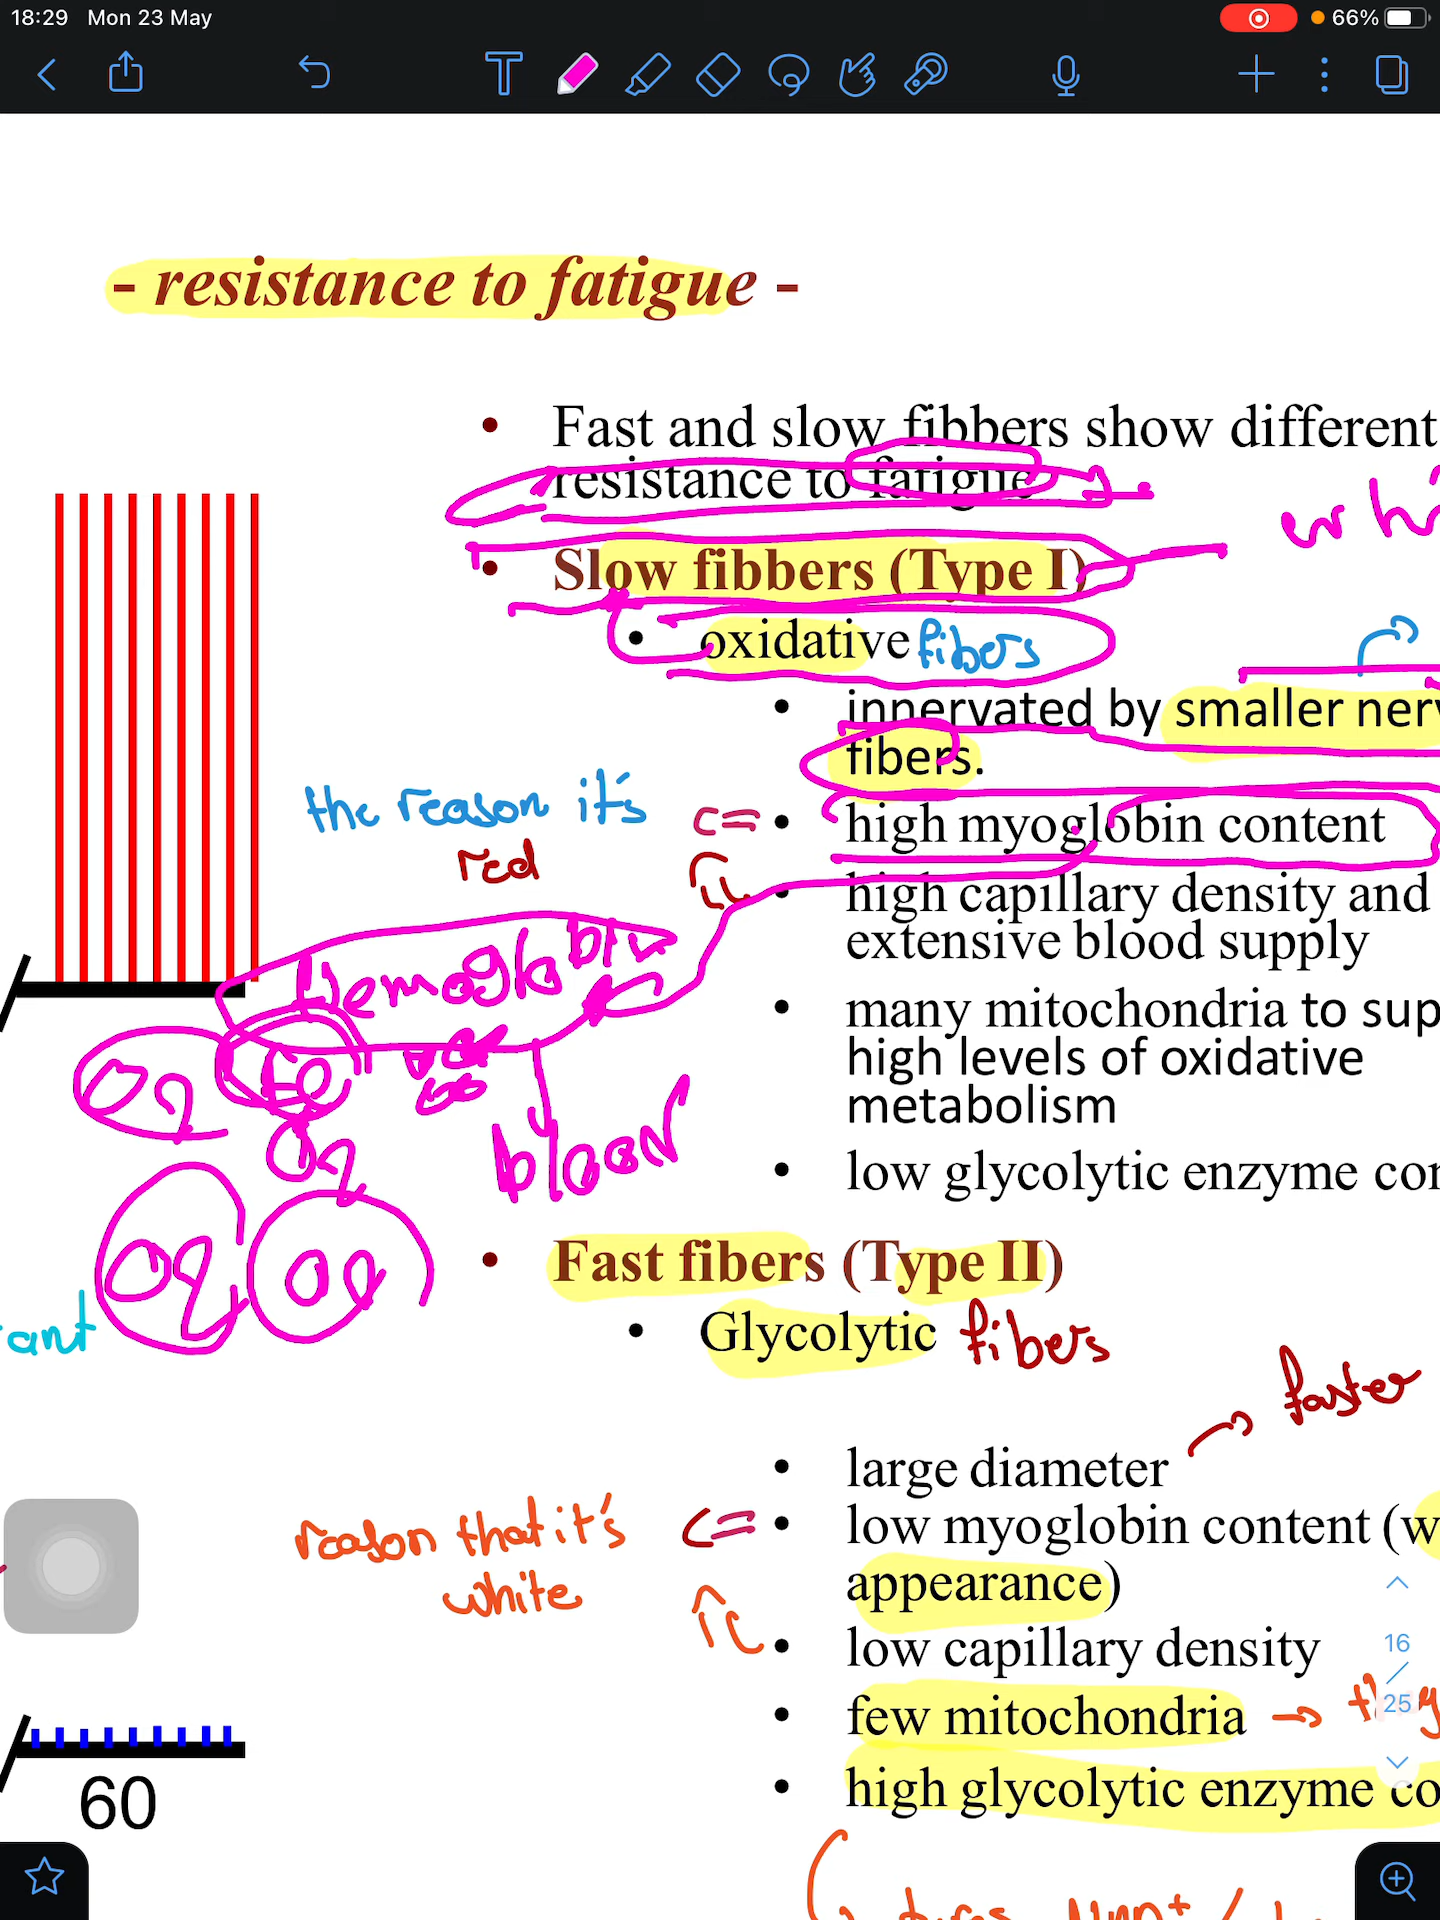 18:29 Mon 23 May
66%
- resistance to fatigue -
Fast and slow fibbers show different
resistance to fatigue
Slow fibbers (Type I)
oxidative fibers
innervated by smaller ner
fibers.
the reason it's
red
high myoglobin content
high capillary density and
extensive blood supply
Hemoglobin
many mitochondria to sup
high levels of oxidative
metabolism
O2
O2
blood
low glycolytic enzyme co
O2
Fast fibers (Type II)
ant
Glycolytic fibers
faster
large diameter
reason that it's
white
low myoglobin content (w
appearance)
low capillary density
16
25
few mitochondria →
high glycolytic enzyme co
60